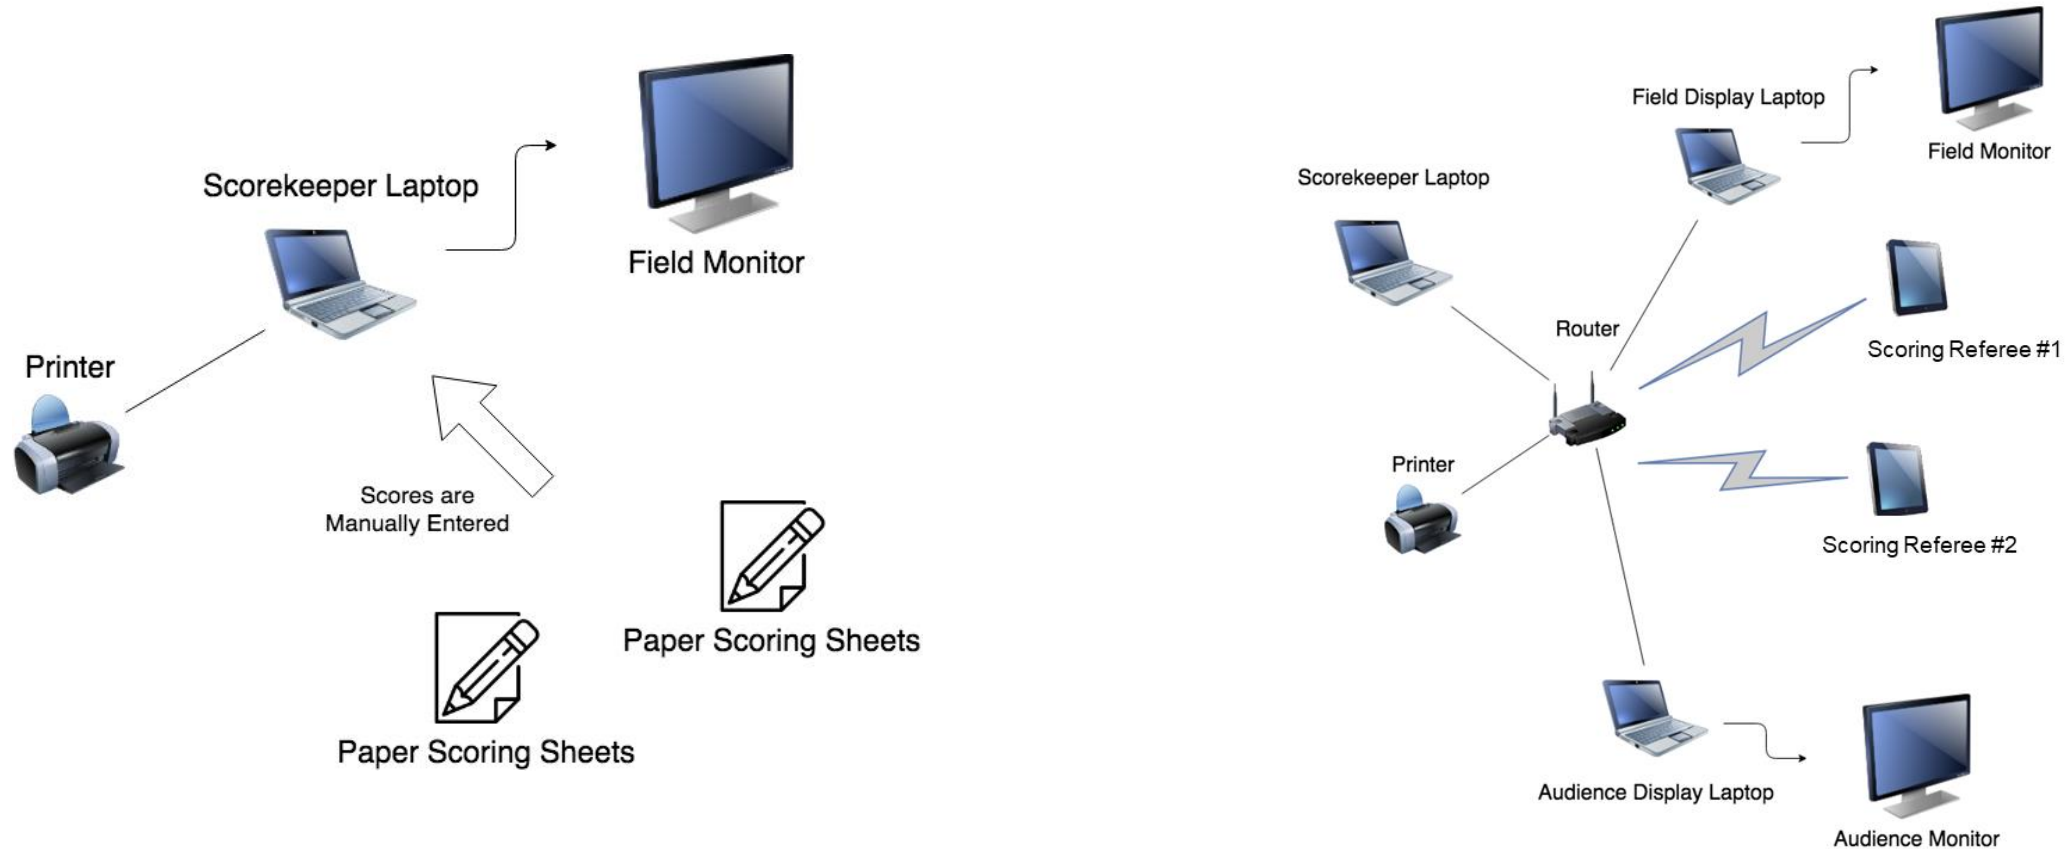 Scorekeeper Laptop
Field Monitor
Printer
Scores are
Manually Entered
Paper Scoring Sheets
Paper Scoring Sheets
Field Display Laptop
Field Monitor
Scorekeeper Laptop
Router
Scoring Referee #1
Printer
Scoring Referee #2
Audience Display Laptop
Audience Monitor